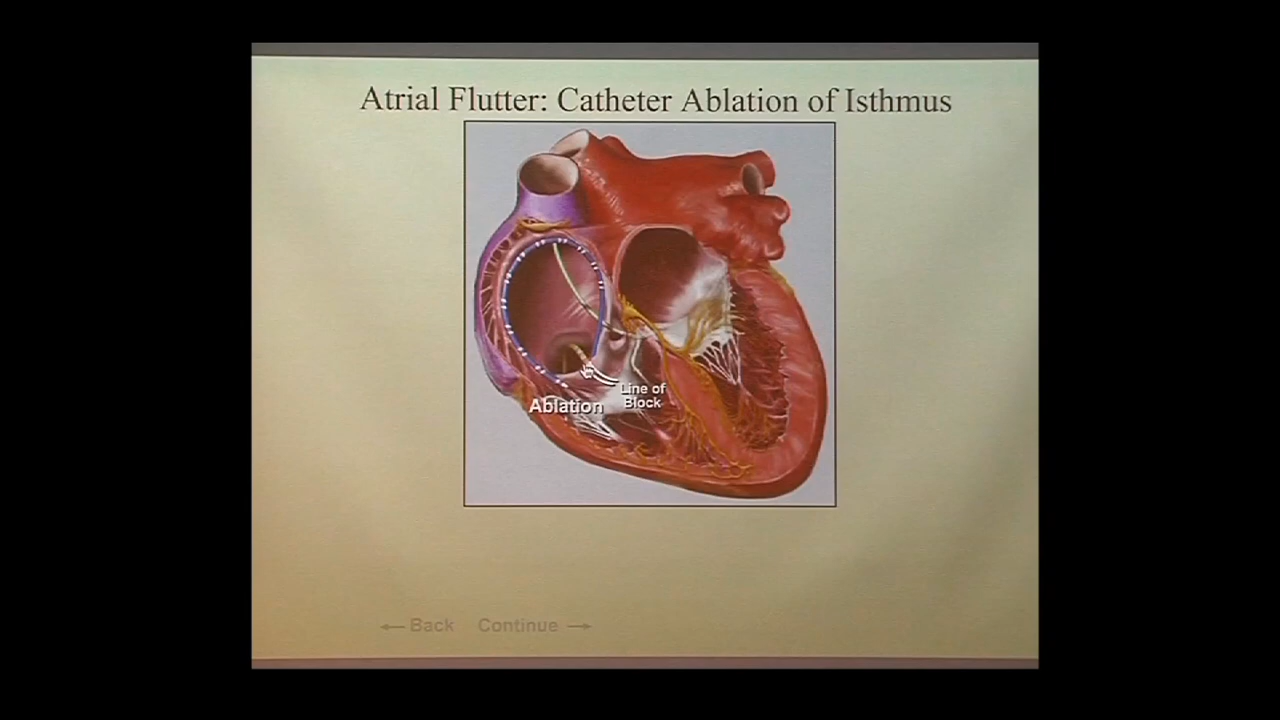 Atrial Flutter: Catheter Ablation of Isthmus
Line of
Block
Ablation
← Back Continue →